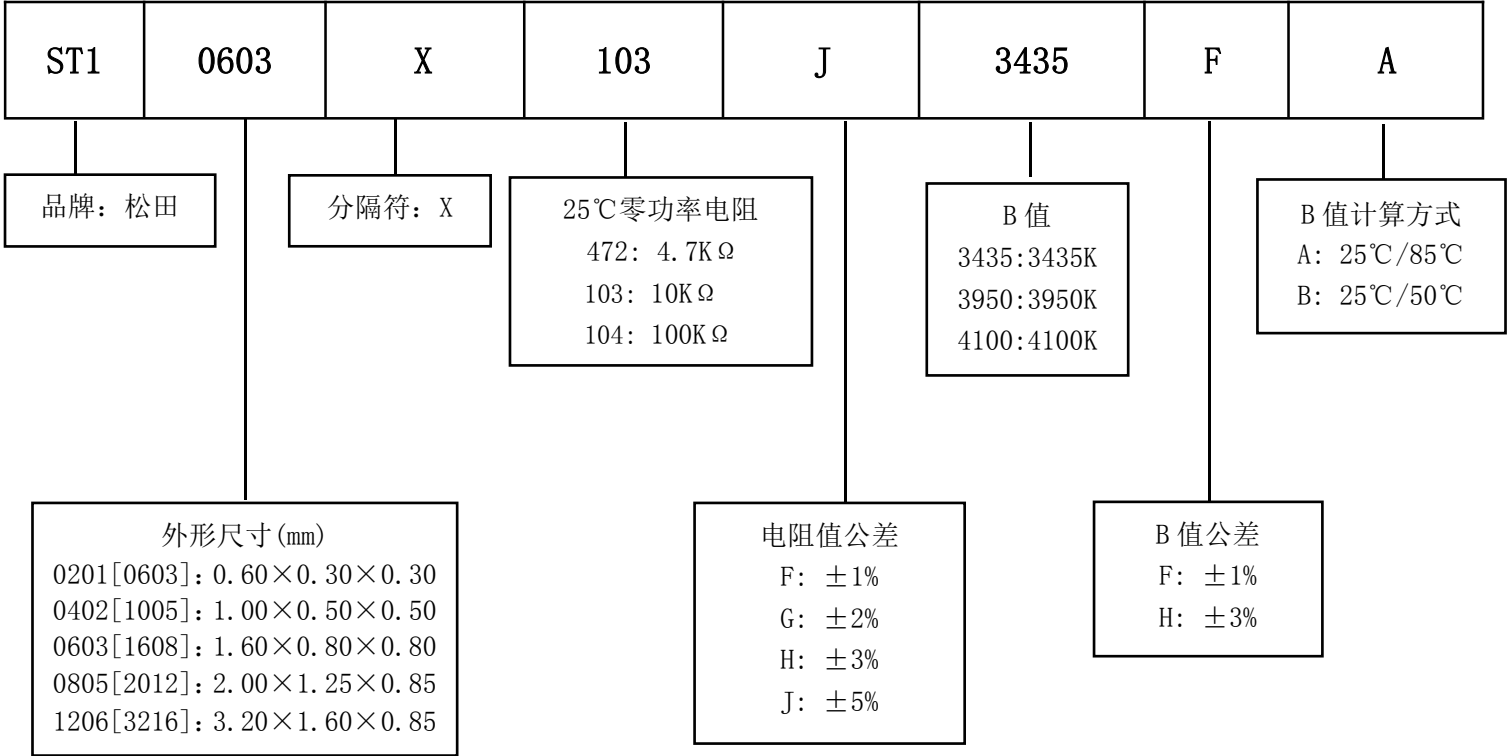 ST1 0603 X 103 J 3435 F A
品�：松田
分隔符：X
25℃零功率电阻
472: 4.7KΩ
103: 10KΩ
104: 100KΩ
B值
3435:3435K
3950:3950K
4100:4100K
B值计算方式
A: 25℃/85℃
B: 25℃/50℃
外形尺寸(mm)
0201[0603]：0.60×0.30×0.30
0402[1005]：1.00×0.50×0.50
0603[1608]：1.60×0.80×0.80
0805[2012]：2.00×1.25×0.85
1206[3216]：3.20×1.60×0.85
电阻值公差
F: ±1%
G: ±2%
H: ±3%
J: ±5%
B值公差
F: ±1%
H: ±3%